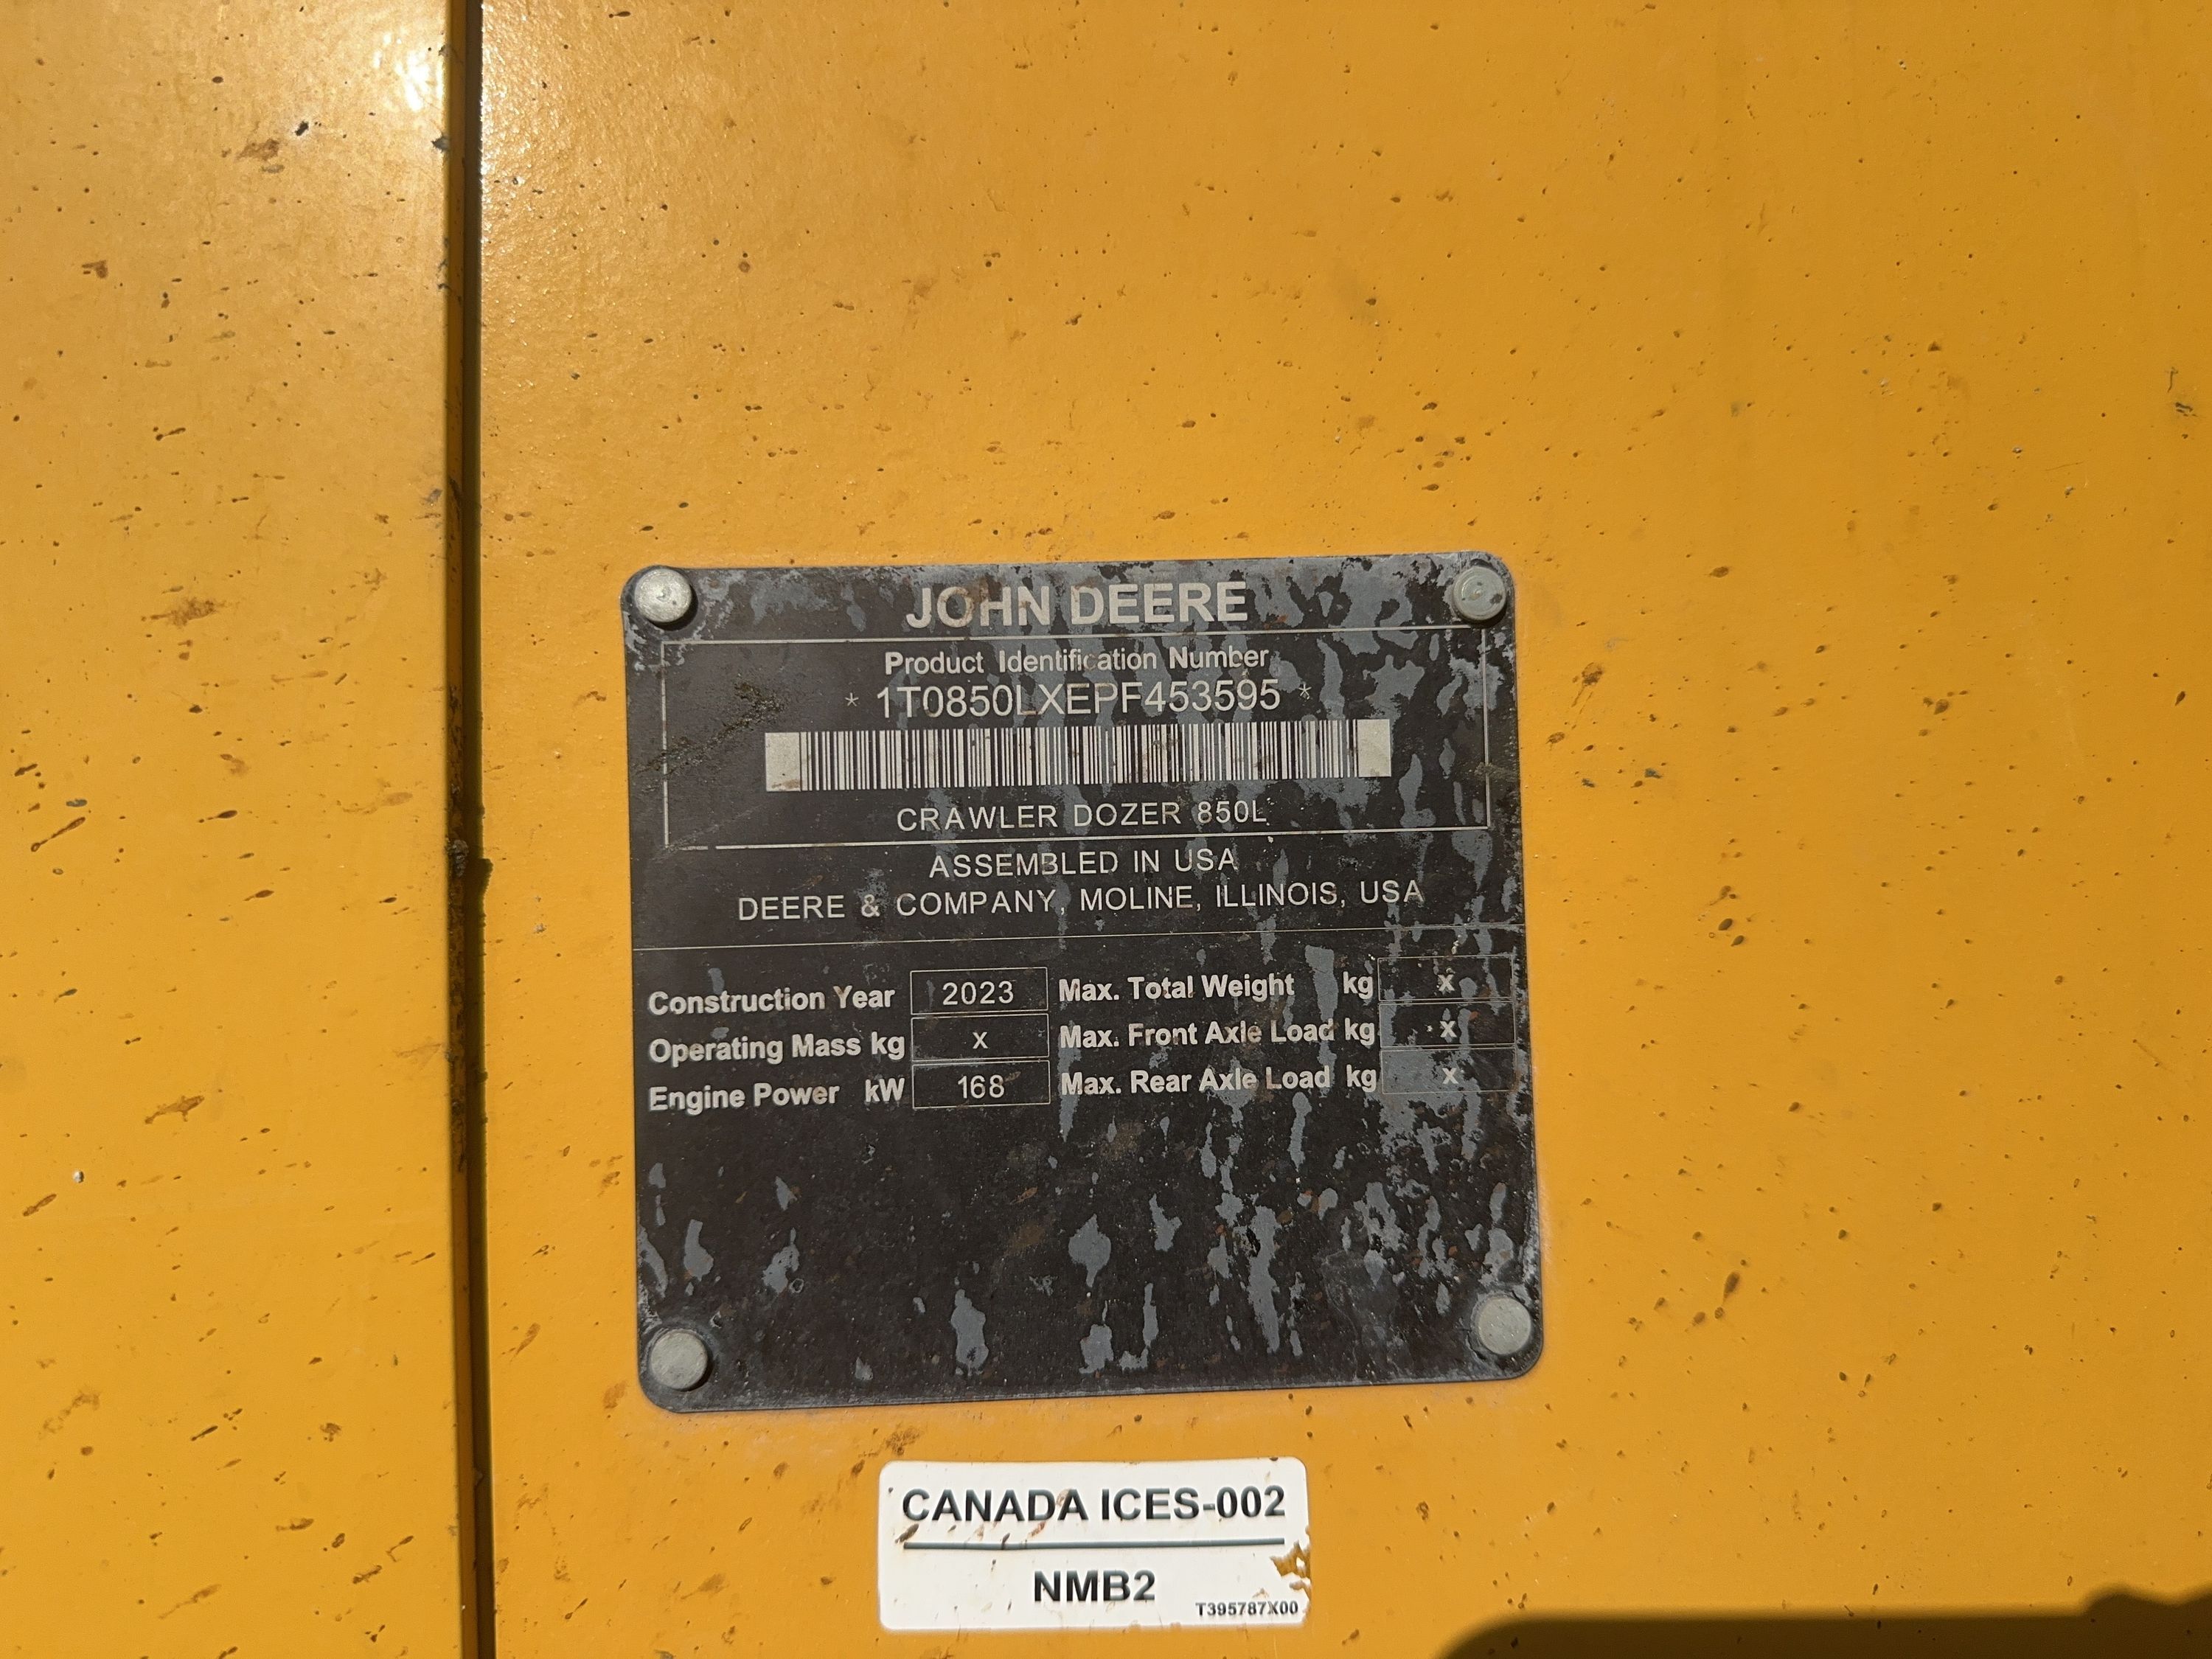 JOHN DEERE
Product Identification Number
* 1T0850LXEPF453595 *
CRAWLER DOZER 850L
ASSEMBLED IN USA
DEERE & COMPANY, MOLINE, ILLINOIS, USA
Construction Year 2023 Max. Total Weight kg x
Operating Mass kg x Max. Front Axle Load kg x
Engine Power kW 168 Max. Rear Axle Load kg x
CANADA ICES-002
NMB2
T395787X00